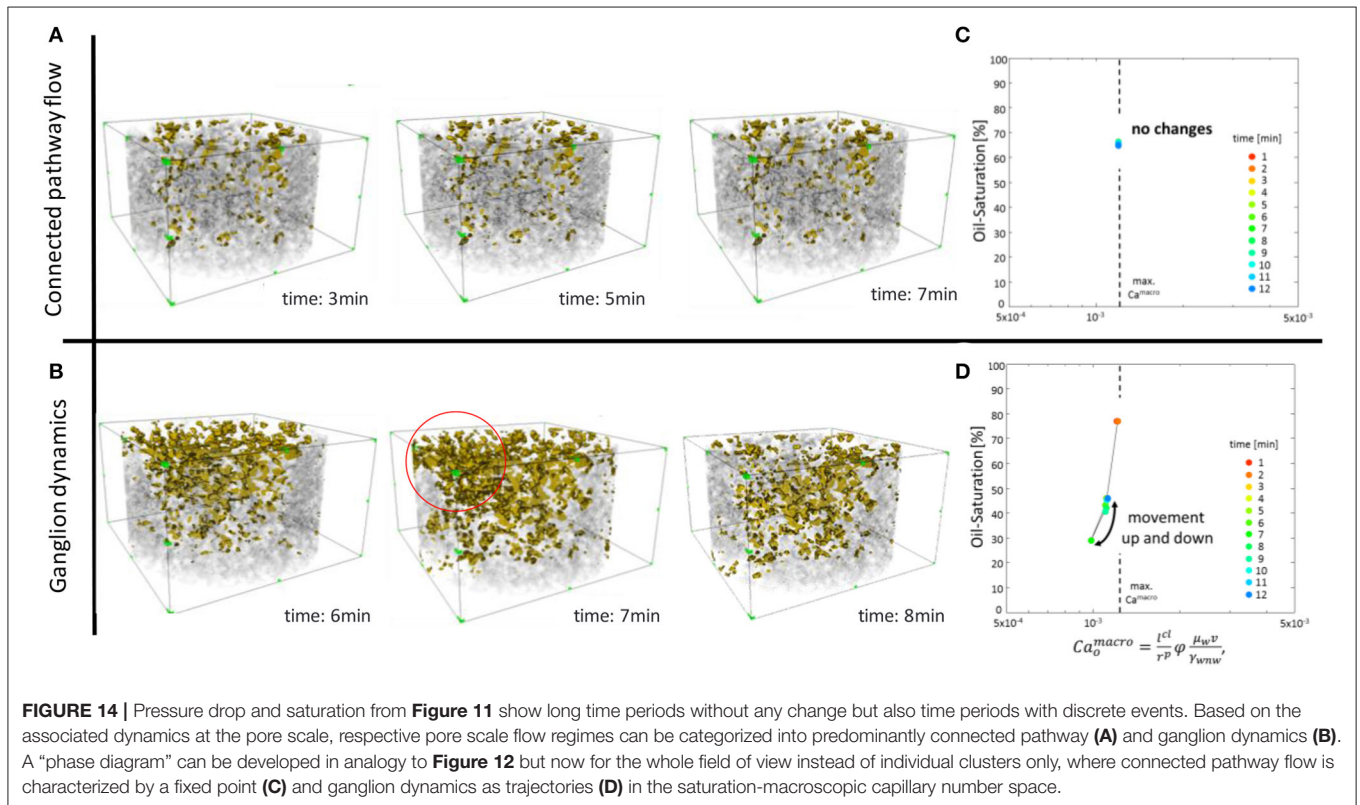 A
Connected pathway flow
time: 3min
time: 5min
time: 7min
C
Oil-Saturation [%]
100
90
80
70
60
50
40
30
20
10
0
no changes
time [min]
1
2
3
4
5
6
7
8
9
10
11
12
max.
Ca^macro
5x10^-4
10^-3
5x10^-3
B
Ganglion dynamics
time: 6min
time: 7min
time: 8min
D
Oil-Saturation [%]
100
90
80
70
60
50
40
30
20
10
0
movement
up and down
time [min]
1
2
3
4
5
6
7
8
9
10
11
12
max.
Ca^macro
5x10^-4
10^-3
5x10^-3
Ca_o^macro = l^cl/r^p φ μ_w v/γ_wnw,
FIGURE 14 | Pressure drop and saturation from Figure 11 show long time periods without any change but also time periods with discrete events. Based on the
associated dynamics at the pore scale, respective pore scale flow regimes can be categorized into predominantly connected pathway (A) and ganglion dynamics (B).
A “phase diagram” can be developed in analogy to Figure 12 but now for the whole field of view instead of individual clusters only, where connected pathway flow is
characterized by a fixed point (C) and ganglion dynamics as trajectories (D) in the saturation-macroscopic capillary number space.